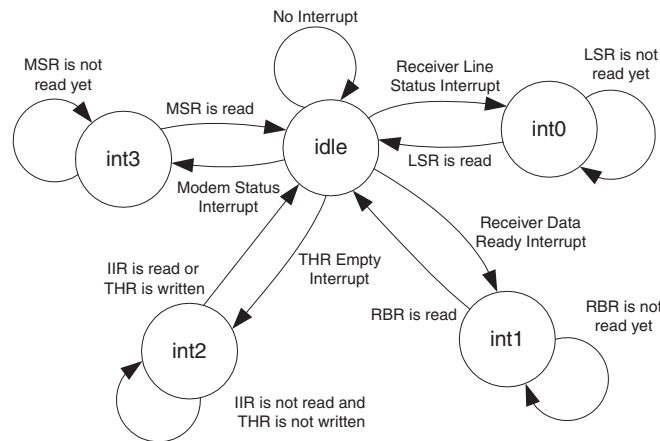 No Interrupt
MSR is not
read yet
MSR is read
Receiver Line
Status Interrupt
LSR is not
read yet
int3
idle
int0
Modem Status
Interrupt
LSR is read
IIR is read or
THR is written
THR Empty
Interrupt
Receiver Data
Ready Interrupt
RBR is read
RBR is not
read yet
int2
int1
IIR is not read and
THR is not written